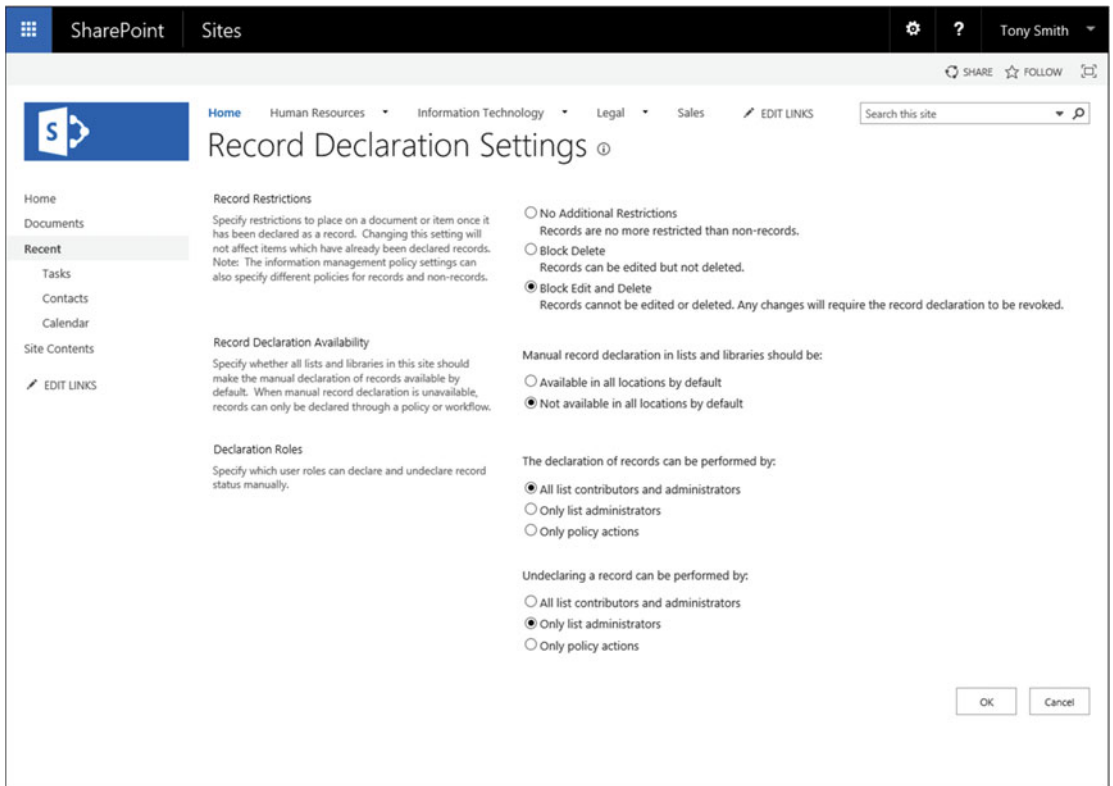 SharePoint Sites ? Tony Smith
SHARE FOLLOW
S
Home Human Resources Information Technology Legal Sales EDIT LINKS Search this site
Record Declaration Settings
Home
Documents
Recent
Tasks
Contacts
Calendar
Site Contents
EDIT LINKS
Record Restrictions
Specify restrictions to place on a document or item once it
has been declared as a record. Changing this setting will
not affect items which have already been declared records.
Note: The information management policy settings can
also specify different policies for records and non-records.
No Additional Restrictions
Records are no more restricted than non-records.
Block Delete
Records can be edited but not deleted.
Block Edit and Delete
Records cannot be edited or deleted. Any changes will require the record declaration to be revoked.
Record Declaration Availability
Specify whether all lists and libraries in this site should
make the manual declaration of records available by
default. When manual record declaration is unavailable,
records can only be declared through a policy or workflow.
Manual record declaration in lists and libraries should be:
Available in all locations by default
Not available in all locations by default
Declaration Roles
Specify which user roles can declare and undeclare record
status manually.
The declaration of records can be performed by:
All list contributors and administrators
Only list administrators
Only policy actions
Undeclaring a record can be performed by:
All list contributors and administrators
Only list administrators
Only policy actions
OK Cancel